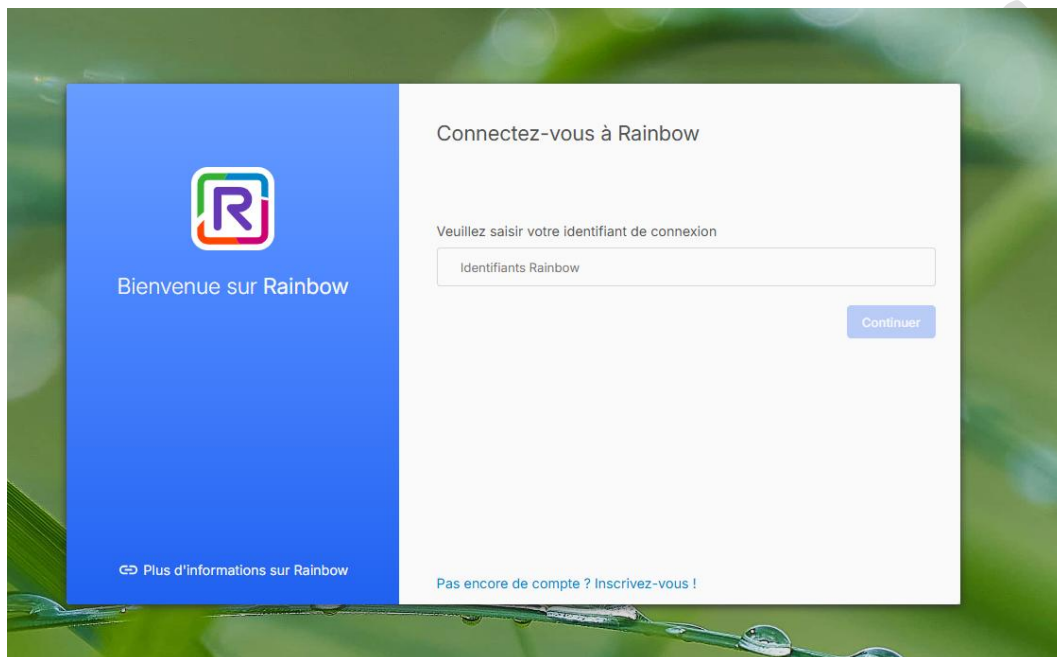 R
Bienvenue sur Rainbow
Plus d'informations sur Rainbow
Connectez-vous à Rainbow
Veuillez saisir votre identifiant de connexion
Identifiants Rainbow
Continuer
Pas encore de compte ? Inscrivez-vous !